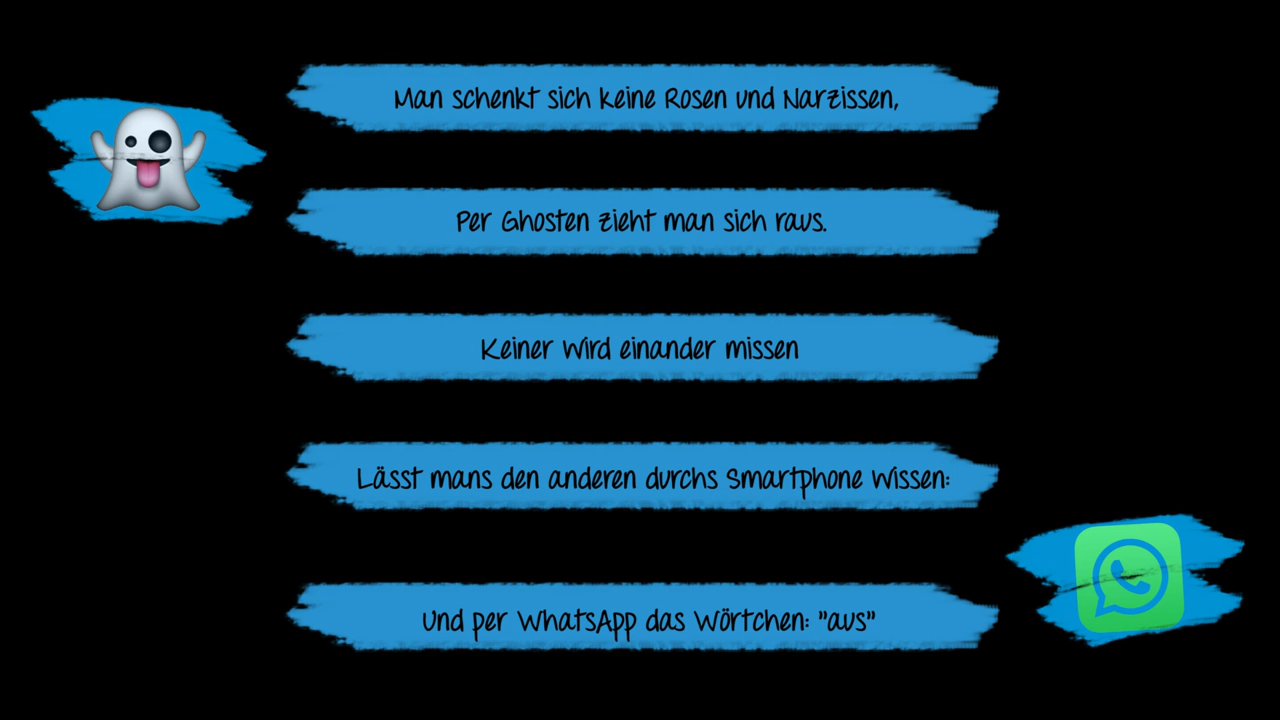 Man schenkt sich keine Rosen und Narzissen,
Per Ghosten zieht man sich raus.
Keiner wird einander missen
Lässt mans den anderen durchs Smartphone wissen:
Und per WhatsApp das Wörtchen: "aus"